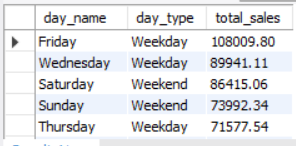 day_name day_type total_sales
Friday Weekday 108009.80
Wednesday Weekday 89941.11
Saturday Weekend 86415.06
Sunday Weekend 73992.34
Thursday Weekday 71577.54